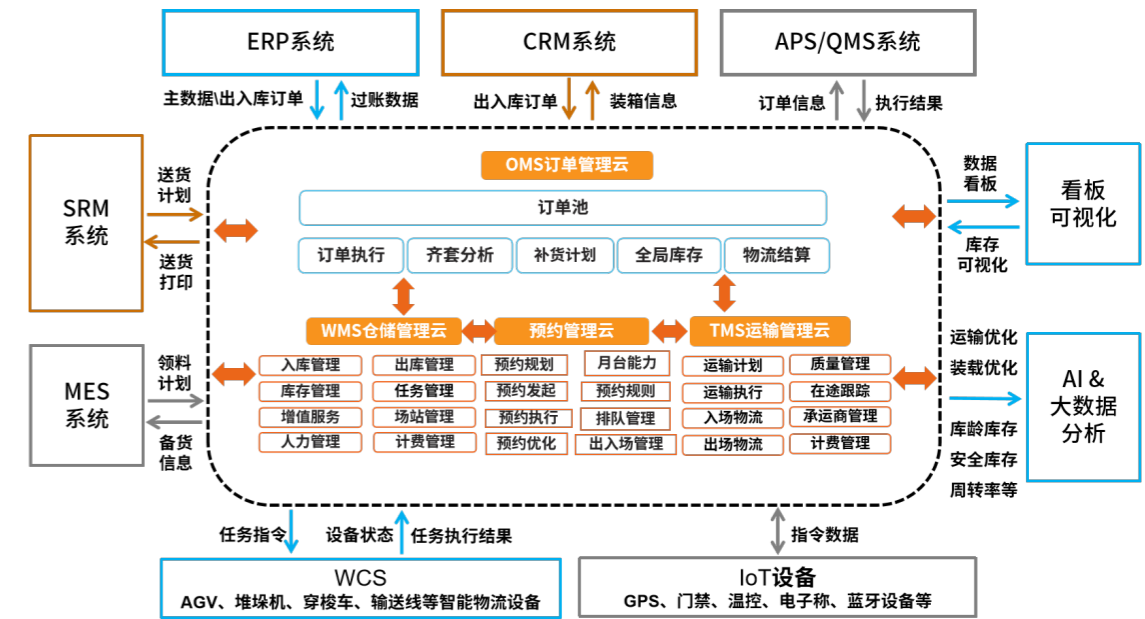 ERP系统
CRM系统
APS/QMS系统
主数据\出入库订单
过账数据
出入库订单
装箱信息
订单信息
执行结果
SRM
系统
送货
计划
送货
打印
MES
系统
领料
计划
备货
信息
OMS订单管理云
订单池
订单执行
齐套分析
补货计划
全局库存
物流结算
WMS仓储管理云
预约管理云
TMS运输管理云
入库管理
出库管理
预约规划
月台能力
运输计划
质量管理
库存管理
任务管理
预约发起
预约规则
运输执行
在途跟踪
增值服务
场站管理
预约执行
排队管理
入场物流
承运商管理
人力管理
计费管理
预约优化
出入场管理
出场物流
计费管理
数据
看板
库存
可视化
看板
可视化
运输优化
装载优化
库龄库存
安全库存
周转率等
AI &
大数据
分析
任务指令
设备状态
任务执行结果
指令数据
WCS
AGV、堆垛机、穿梭车、输送线等智能物流设备
IoT设备
GPS、门禁、温控、电子称、蓝牙设备等